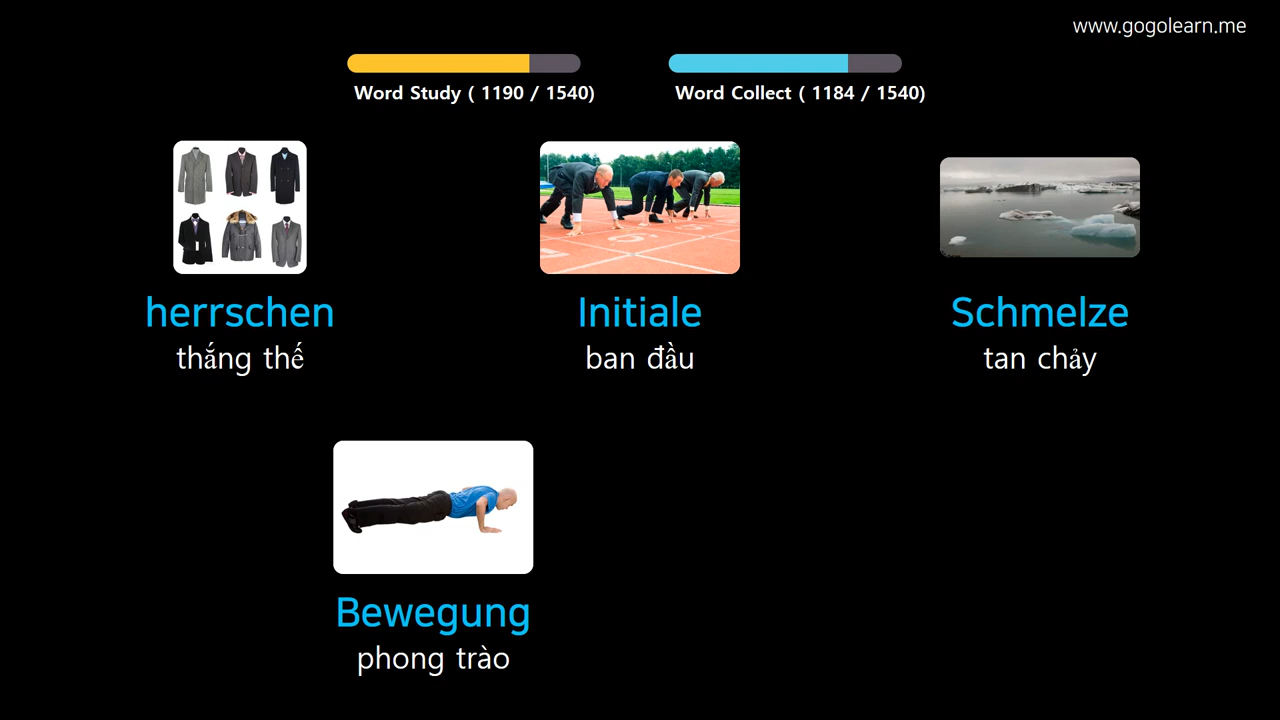 www.gogolearn.me
Word Study ( 1190 / 1540)
Word Collect ( 1184 / 1540)
herrschen
thắng thế
Initiale
ban đầu
Schmelze
tan chảy
Bewegung
phong trào